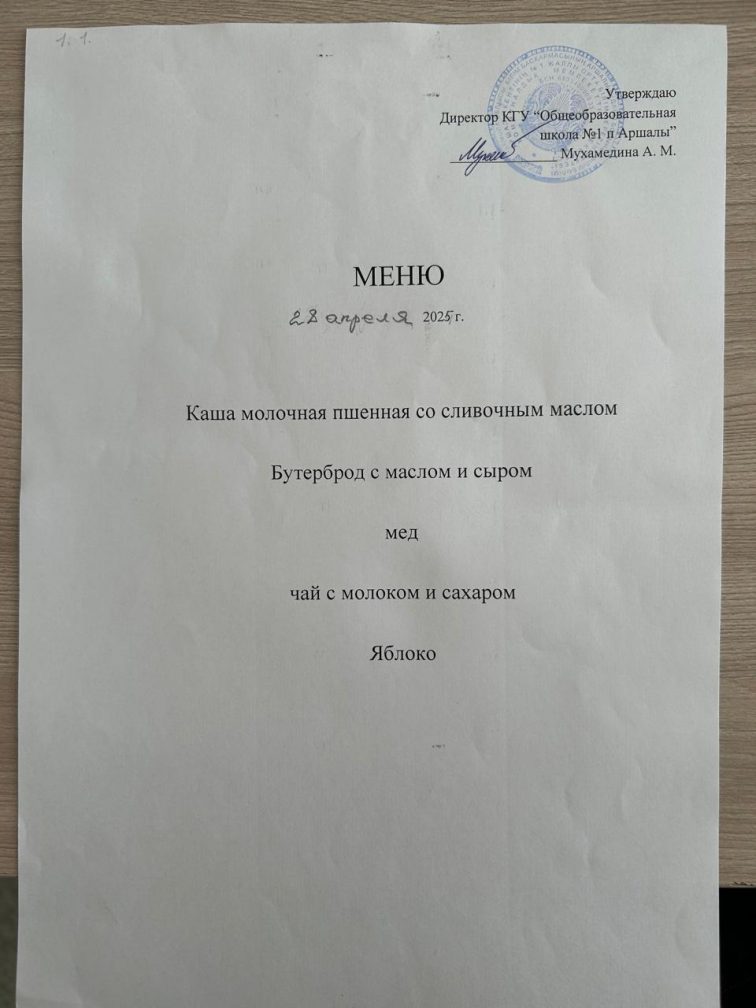 1. 1.
Утверждаю
Директор КГУ “Общеобразовательная
школа №1 п Аршалы”
Мухамедина А. М.
МЕНЮ
28 апреля 2025 г.
Каша молочная пшенная со сливочным маслом
Бутерброд с маслом и сыром
мед
чай с молоком и сахаром
Яблоко